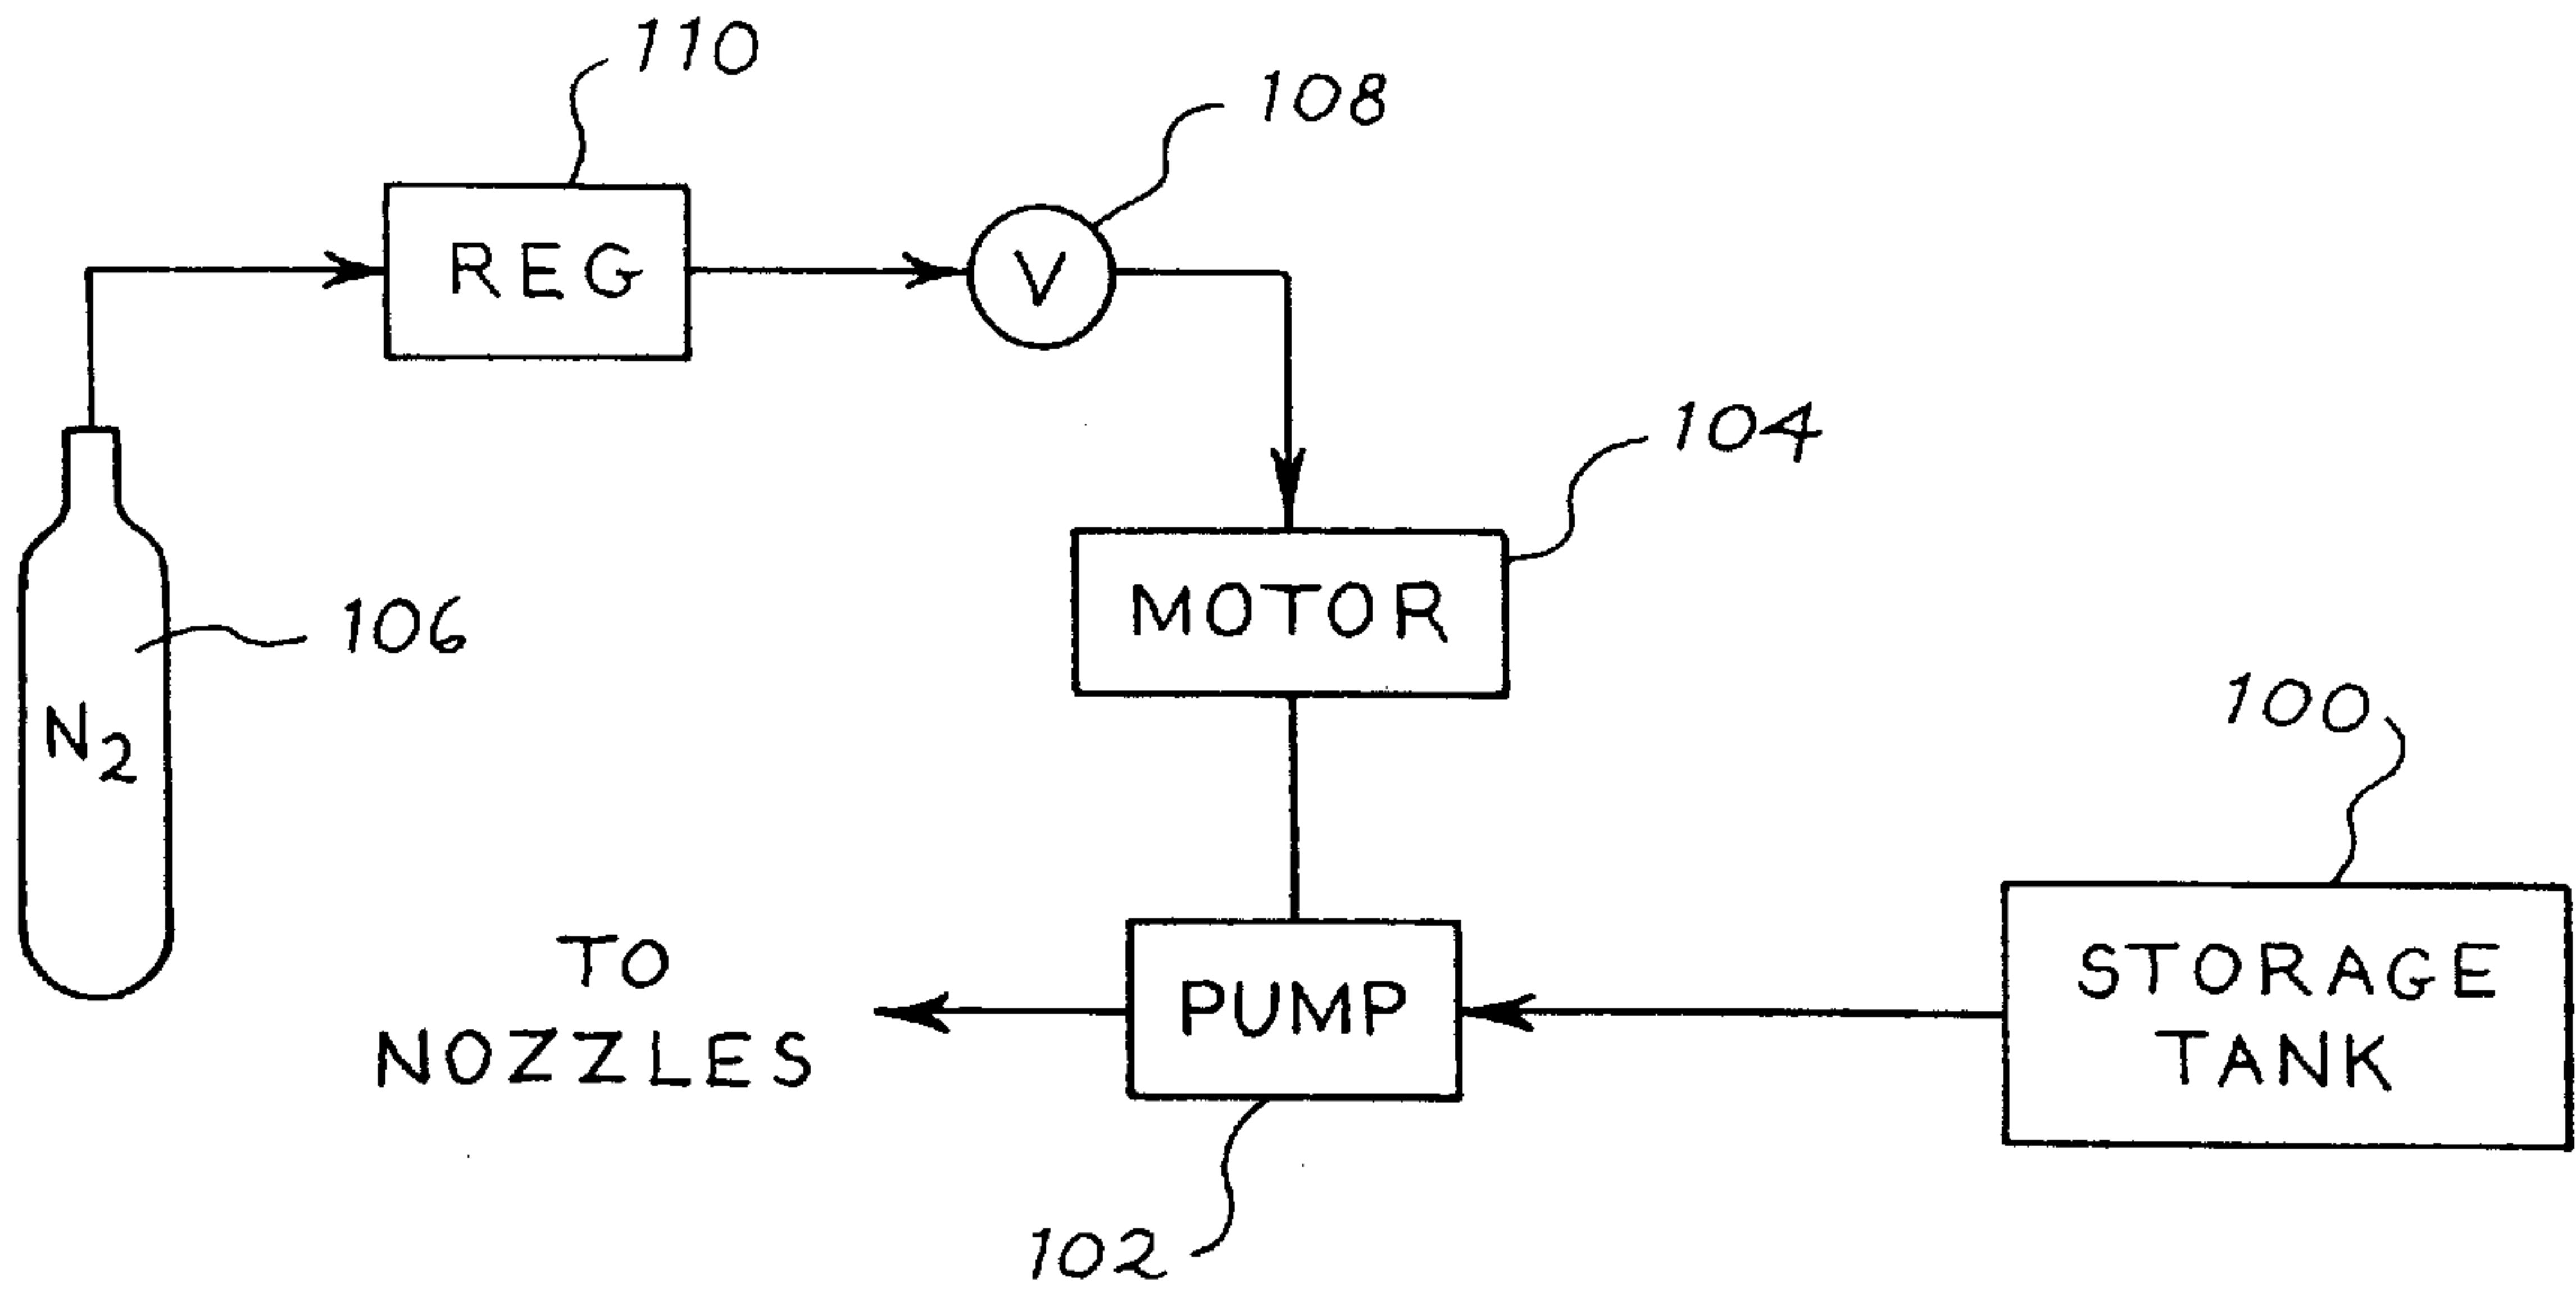 110
108
REG
V
104
MOTOR
106
N2
100
TO
NOZZLES
PUMP
STORAGE
TANK
102